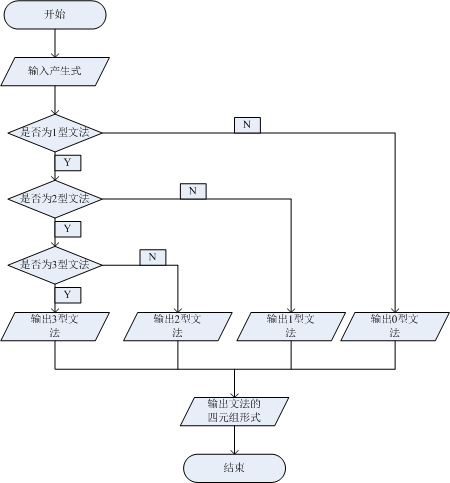 开始
输入产生式
是否为1型文法
N
Y
是否为2型文法
N
Y
是否为3型文法
N
Y
输出3型文
法
输出2型文
法
输出1型文
法
输出0型文
法
输出文法的
四元组形式
结束